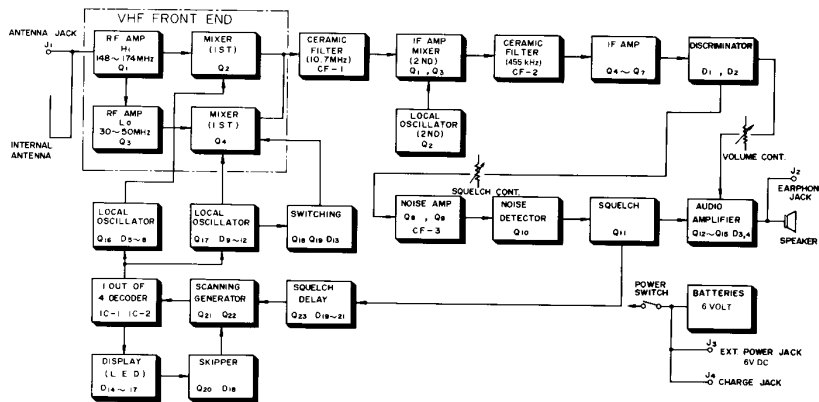 VHF FRONT END
ANTENNA JACK
J1
INTERNAL
ANTENNA
RF AMP
Hi
148~174MHz
Q1
MIXER
(1ST)
Q2
RF AMP
Lo
30~50MHz
Q3
MIXER
(1ST)
Q4
CERAMIC
FILTER
(10.7MHz)
CF-1
IF AMP
MIXER
(2ND)
Q1 , Q3
LOCAL
OSCILLATOR
(2ND)
Q2
CERAMIC
FILTER
(455 kHz)
CF-2
IF AMP
Q4~Q7
DISCRIMINATOR
D1 , D2
VOLUME CONT.
SQUELCH CONT.
LOCAL
OSCILLATOR
Q16 D5~8
LOCAL
OSCILLATOR
Q17 D9~12
SWITCHING
Q18 Q19 D13
NOISE AMP
Q8 , Q9
CF-3
NOISE
DETECTOR
Q10
SQUELCH
Q11
AUDIO
AMPLIFIER
Q12~Q15 D3,4
J2
EARPHON
JACK
SPEAKER
1 OUT OF
4 DECODER
IC-1 IC-2
SCANNING
GENERATOR
Q21 Q22
SQUELCH
DELAY
Q23 D19~21
POWER
SWITCH
BATTERIES
6 VOLT
DISPLAY
(LED)
D14~17
SKIPPER
Q20 D18
J3
EXT. POWER JACK
6V DC
J4
CHARGE JACK